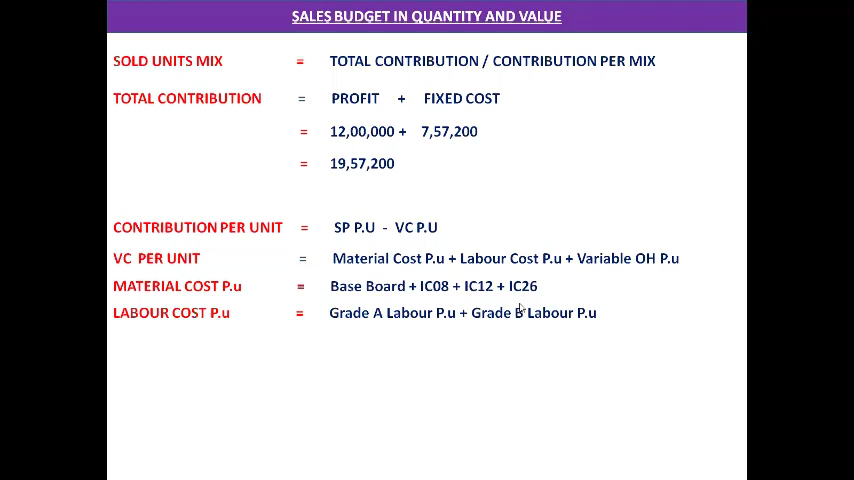 SALES BUDGET IN QUANTITY AND VALUE
SOLD UNITS MIX = TOTAL CONTRIBUTION / CONTRIBUTION PER MIX
TOTAL CONTRIBUTION = PROFIT + FIXED COST
= 12,00,000 + 7,57,200
= 19,57,200
CONTRIBUTION PER UNIT = SP P.U - VC P.U
VC PER UNIT = Material Cost P.u + Labour Cost P.u + Variable OH P.u
MATERIAL COST P.u = Base Board + IC08 + IC12 + IC26
LABOUR COST P.u = Grade A Labour P.u + Grade B Labour P.u